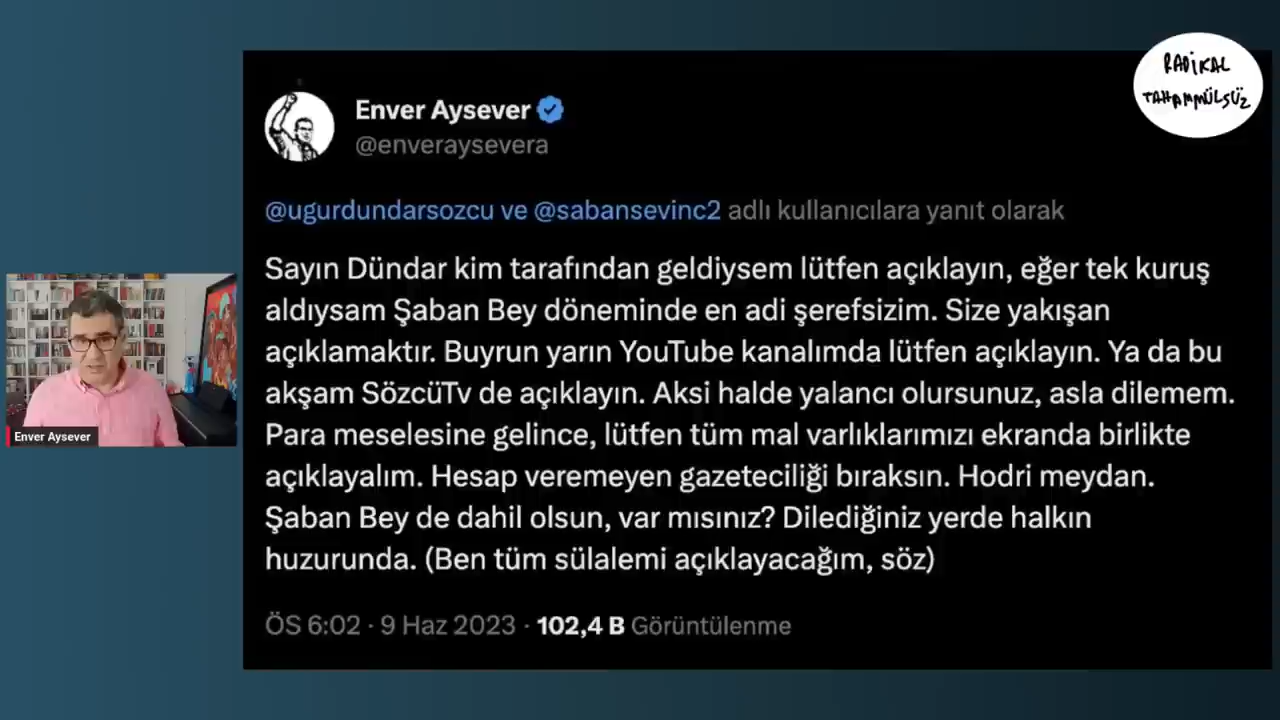 RADİKAL
TAHAMMÜLSÜZ
Enver Aysever
@enveraysevera
@ugurdundarsozcu ve @sabansevinc2 adlı kullanıcılara yanıt olarak
Sayın Dündar kim tarafından geldiysem lütfen açıklayın, eğer tek kuruş
aldıysam Şaban Bey döneminde en adi şerefsizim. Size yakışan
açıklamaktır. Buyrun yarın YouTube kanalımda lütfen açıklayın. Ya da bu
akşam SözcüTv de açıklayın. Aksi halde yalancı olursunuz, asla dilemem.
Para meselesine gelince, lütfen tüm mal varlıklarımızı ekranda birlikte
açıklayalım. Hesap veremeyen gazeteciliği bıraksın. Hodri meydan.
Şaban Bey de dahil olsun, var mısınız? Dilediğiniz yerde halkın
huzurunda. (Ben tüm sülalemi açıklayacağım, söz)
ÖS 6:02 · 9 Haz 2023 · 102,4 B Görüntülenme
Enver Aysever